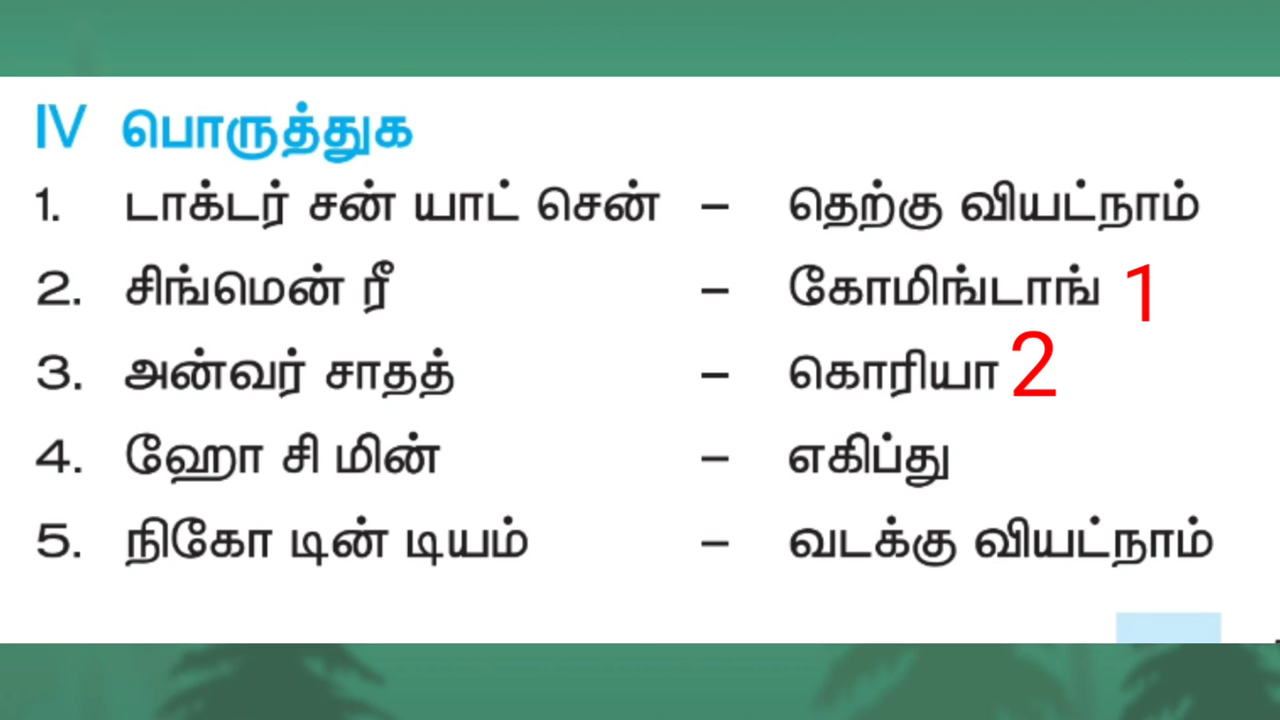 IV பொருத்துக
1. டாக்டர் சன் யாட் சென் – தெற்கு வியட்நாம்
2. சிங்மென் ரீ – கோமிங்டாங் 1
3. அன்வர் சாதத் – கொரியா 2
4. ஹோ சி மின் – எகிப்து
5. நிகோ டின் டியம் – வடக்கு வியட்நாம்